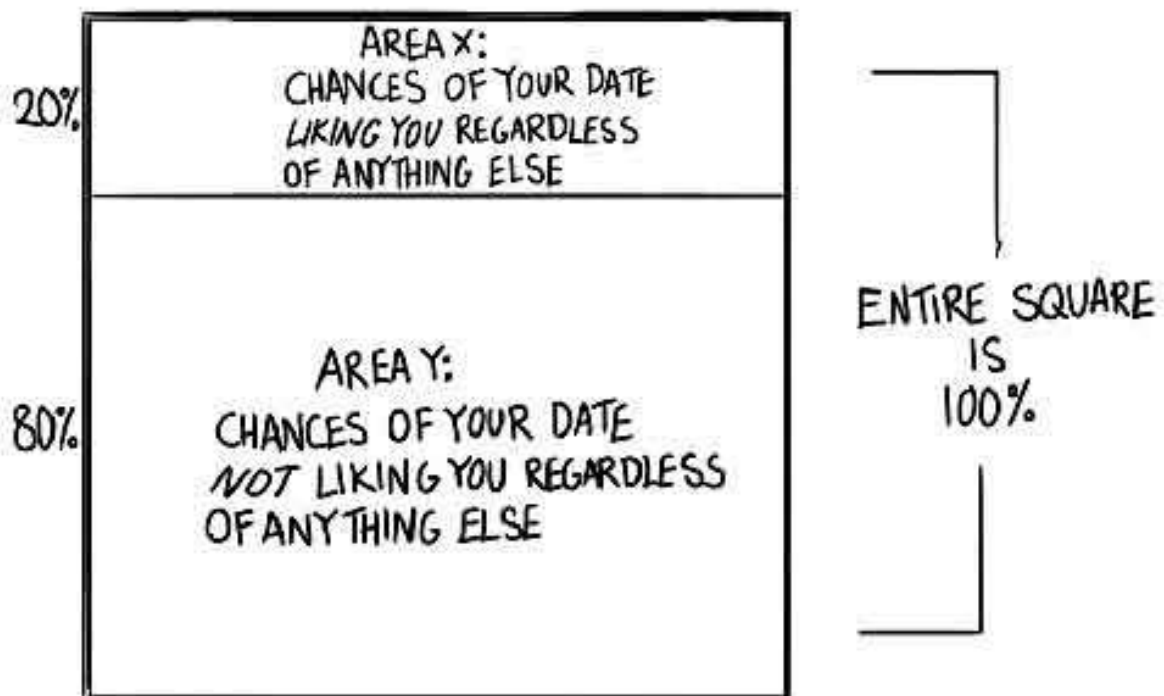 AREA X:
CHANCES OF YOUR DATE
LIKING YOU REGARDLESS
OF ANYTHING ELSE
20%
AREA Y:
CHANCES OF YOUR DATE
NOT LIKING YOU REGARDLESS
OF ANYTHING ELSE
80%
ENTIRE SQUARE
IS
100%